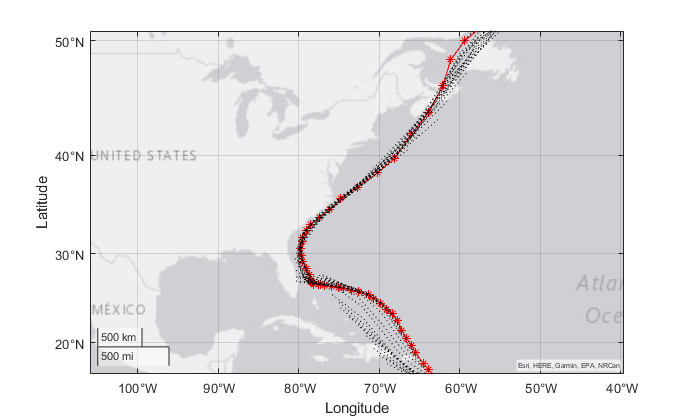 50°N
40°N
30°N
20°N
Latitude
UNITED STATES
MÉXICO
Atlan
Oce
500 km
500 mi
Esri, HERE, Garmin, EPA, NRCan
100°W 90°W 80°W 70°W 60°W 50°W 40°W
Longitude